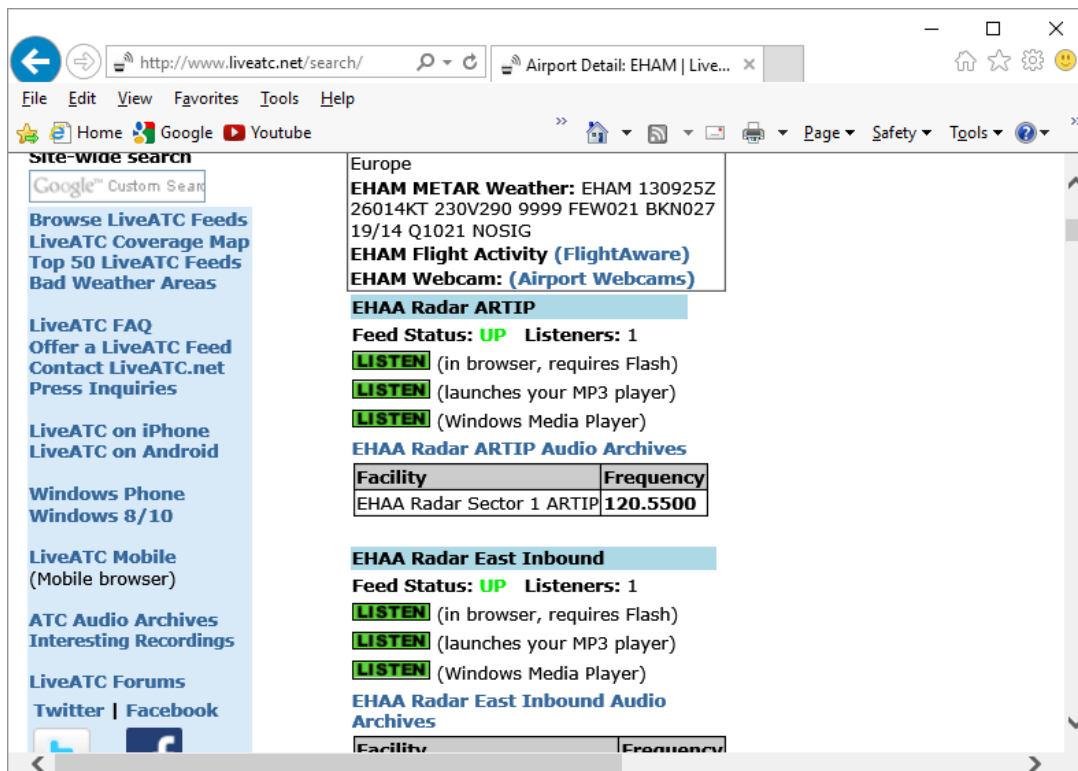 http://www.liveatc.net/search/
Airport Detail: EHAM | Live...
File Edit View Favorites Tools Help
Home Google Youtube
Page Safety Tools
Site-wide search
Google™ Custom Sear
Browse LiveATC Feeds
LiveATC Coverage Map
Top 50 LiveATC Feeds
Bad Weather Areas
LiveATC FAQ
Offer a LiveATC Feed
Contact LiveATC.net
Press Inquiries
LiveATC on iPhone
LiveATC on Android
Windows Phone
Windows 8/10
LiveATC Mobile
(Mobile browser)
ATC Audio Archives
Interesting Recordings
LiveATC Forums
Twitter | Facebook
Europe
EHAM METAR Weather: EHAM 130925Z
26014KT 230V290 9999 FEW021 BKN027
19/14 Q1021 NOSIG
EHAM Flight Activity (FlightAware)
EHAM Webcam: (Airport Webcams)
EHAA Radar ARTIP
Feed Status: UP Listeners: 1
LISTEN (in browser, requires Flash)
LISTEN (launches your MP3 player)
LISTEN (Windows Media Player)
EHAA Radar ARTIP Audio Archives
Facility Frequency
EHAA Radar Sector 1 ARTIP 120.5500
EHAA Radar East Inbound
Feed Status: UP Listeners: 1
LISTEN (in browser, requires Flash)
LISTEN (launches your MP3 player)
LISTEN (Windows Media Player)
EHAA Radar East Inbound Audio
Archives
Facility Frequency